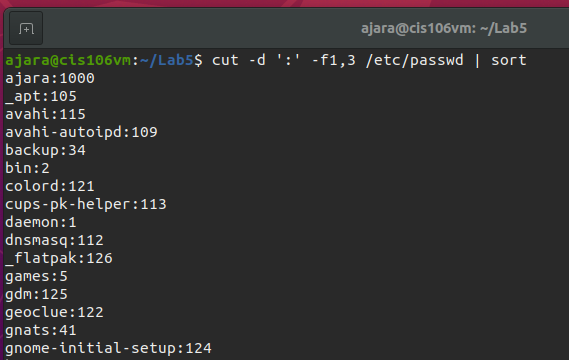 ajara@cis106vm: ~/Lab5
ajara@cis106vm:~/Lab5$ cut -d ':' -f1,3 /etc/passwd | sort
ajara:1000
_apt:105
avahi:115
avahi-autoipd:109
backup:34
bin:2
colord:121
cups-pk-helper:113
daemon:1
dnsmasq:112
_flatpak:126
games:5
gdm:125
geoclue:122
gnats:41
gnome-initial-setup:124